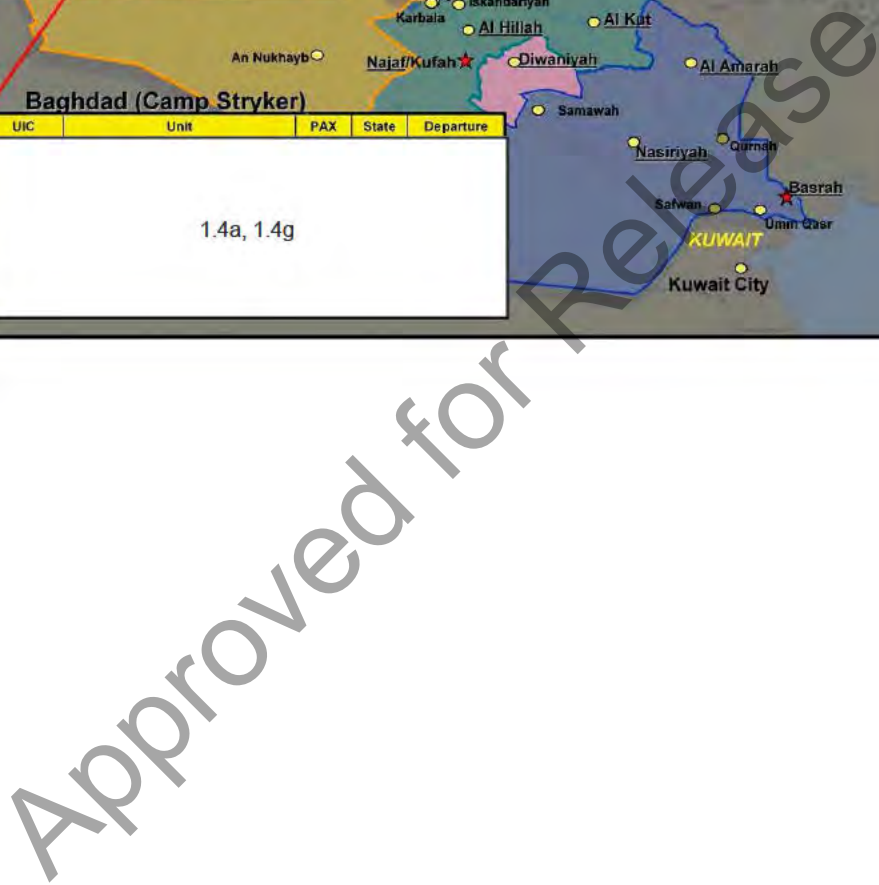 Iskandariyah
Karbala
Al Hillah
Al Kut
An Nukhayb
Najaf/Kufah
Diwaniyah
Al Amarah
Baghdad (Camp Stryker)
Samawah
UIC Unit PAX State Departure
Nasiriyah
Qurnah
1.4a, 1.4g
Basrah
Safwan
Umm Qasr
KUWAIT
Kuwait City
Approved for Release